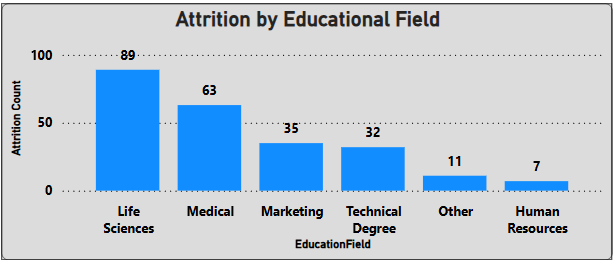 Attrition by Educational Field
Attrition Count
100
50
0
89
63
35
32
11
7
Life
Sciences
Medical
Marketing
Technical
Degree
Other
Human
Resources
EducationField